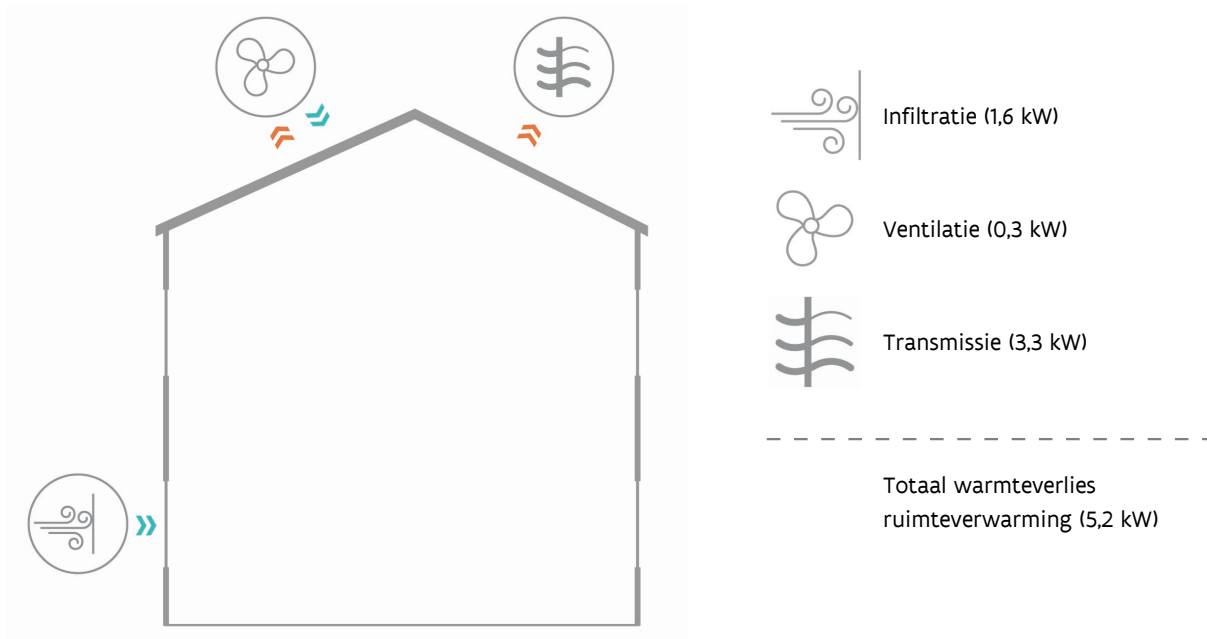 Infiltratie (1,6 kW)
Ventilatie (0,3 kW)
Transmissie (3,3 kW)
Totaal warmteverlies
ruimteverwarming (5,2 kW)